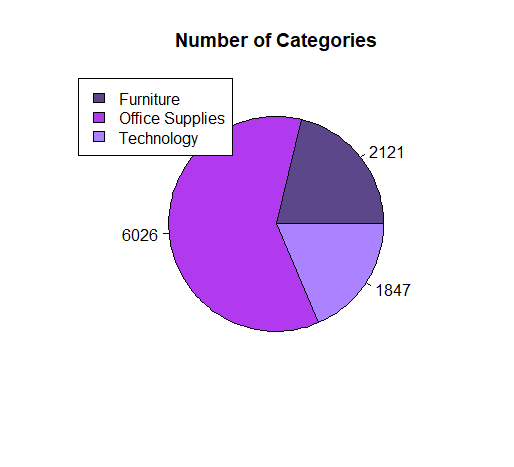 Number of Categories
Furniture
Office Supplies
Technology
2121
6026
1847